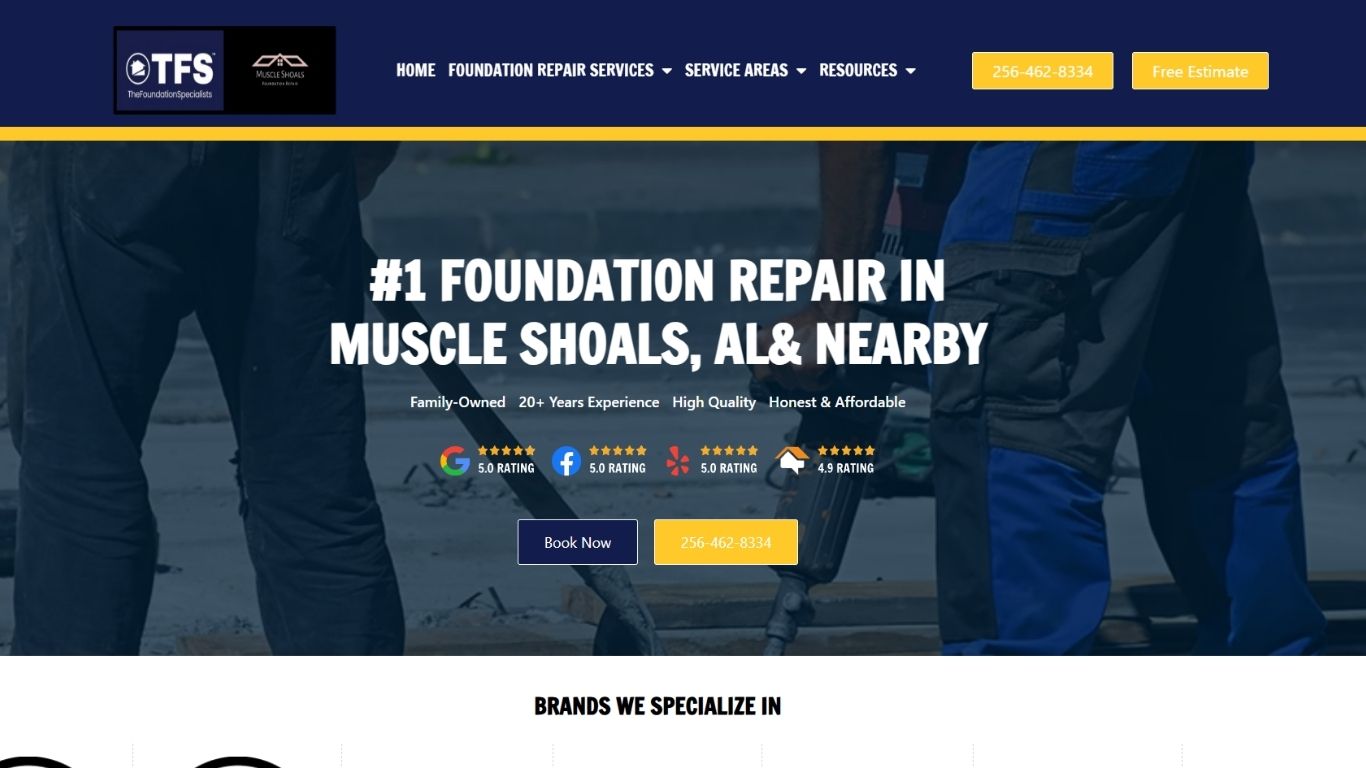 TFS
TheFoundationSpecialists
MUSCLE SHOALS
FOUNDATION REPAIR
HOME FOUNDATION REPAIR SERVICES SERVICE AREAS RESOURCES
256-462-8334
Free Estimate
#1 FOUNDATION REPAIR IN
MUSCLE SHOALS, AL& NEARBY
Family-Owned 20+ Years Experience High Quality Honest & Affordable
5.0 RATING 5.0 RATING 5.0 RATING 4.9 RATING
Book Now 256-462-8334
BRANDS WE SPECIALIZE IN